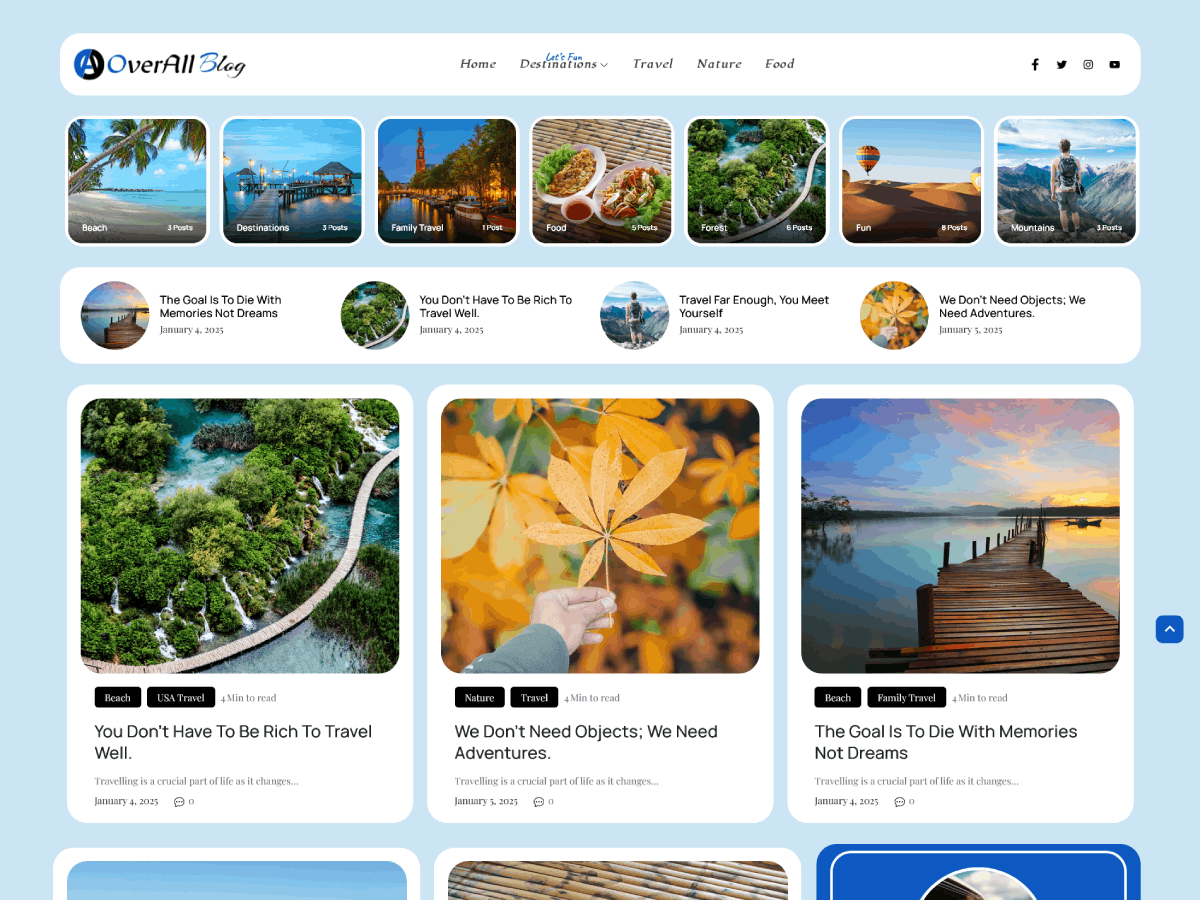 OverAll Blog
Home
Let's Fun
Destinations
Travel
Nature
Food
Beach 3 Posts
Destinations 3 Posts
Family Travel 1 Post
Food 5 Posts
Forest 6 Posts
Fun 8 Posts
Mountains 3 Posts
The Goal Is To Die With
Memories Not Dreams
January 4, 2025
You Don't Have To Be Rich To
Travel Well.
January 4, 2025
Travel Far Enough, You Meet
Yourself
January 4, 2025
We Don't Need Objects; We
Need Adventures.
January 5, 2025
Beach USA Travel 4 Min to read
You Don't Have To Be Rich To Travel
Well.
Travelling is a crucial part of life as it changes...
January 4, 2025 0
Nature Travel 4 Min to read
We Don't Need Objects; We Need
Adventures.
Travelling is a crucial part of life as it changes...
January 5, 2025 0
Beach Family Travel 4 Min to read
The Goal Is To Die With Memories
Not Dreams
Travelling is a crucial part of life as it changes...
January 4, 2025 0